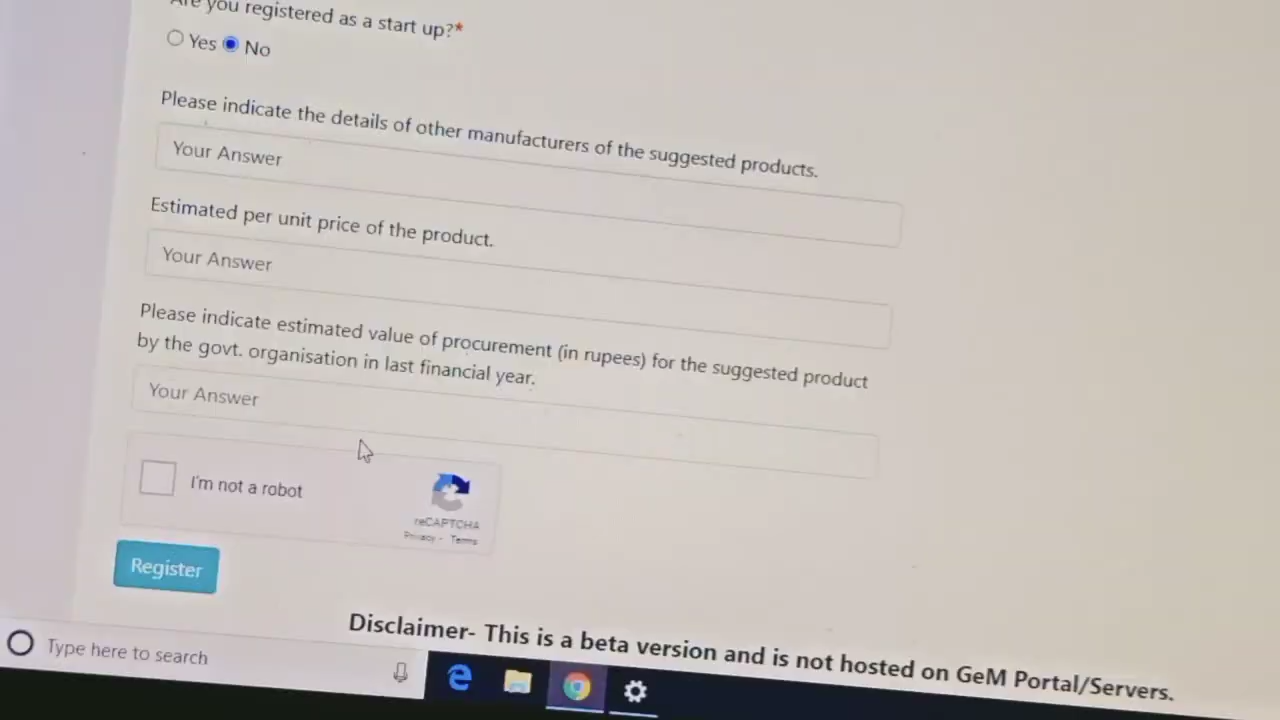 Are you registered as a start up?*
Yes No
Please indicate the details of other manufacturers of the suggested products.
Your Answer
Estimated per unit price of the product.
Your Answer
Please indicate estimated value of procurement (in rupees) for the suggested product
by the govt. organisation in last financial year.
Your Answer
I'm not a robot
reCAPTCHA
Privacy - Terms
Register
Disclaimer- This is a beta version and is not hosted on GeM Portal/Servers.
Type here to search